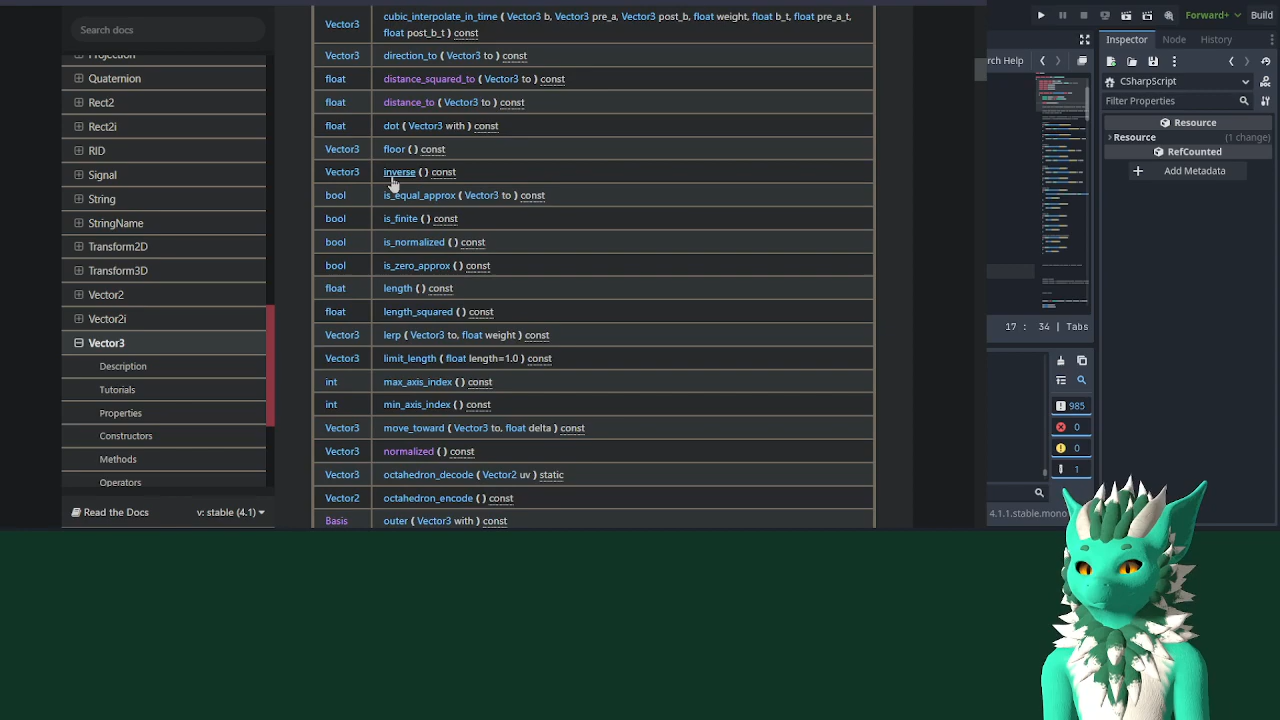 Search docs
Projection
Quaternion
Rect2
Rect2i
RID
Signal
String
StringName
Transform2D
Transform3D
Vector2
Vector2i
Vector3
Description
Tutorials
Properties
Constructors
Methods
Operators
Read the Docs v: stable (4.1)
Vector3 cubic_interpolate_in_time ( Vector3 b, Vector3 pre_a, Vector3 post_b, float weight, float b_t, float pre_a_t,
float post_b_t ) const
Vector3 direction_to ( Vector3 to ) const
float distance_squared_to ( Vector3 to ) const
float distance_to ( Vector3 to ) const
float dot ( Vector3 with ) const
Vector3 floor ( ) const
Vector3 inverse ( ) const
bool is_equal_approx ( Vector3 to ) const
bool is_finite ( ) const
bool is_normalized ( ) const
bool is_zero_approx ( ) const
float length ( ) const
float length_squared ( ) const
Vector3 lerp ( Vector3 to, float weight ) const
Vector3 limit_length ( float length=1.0 ) const
int max_axis_index ( ) const
int min_axis_index ( ) const
Vector3 move_toward ( Vector3 to, float delta ) const
Vector3 normalized ( ) const
Vector3 octahedron_decode ( Vector2 uv ) static
Vector2 octahedron_encode ( ) const
Basis outer ( Vector3 with ) const
Forward+ Build
rch Help
17 : 34 | Tabs
985
0
0
1
4.1.1.stable.mono
Inspector Node History
CSharpScript
Filter Properties
Resource
Resource (1 change)
RefCounted
+ Add Metadata